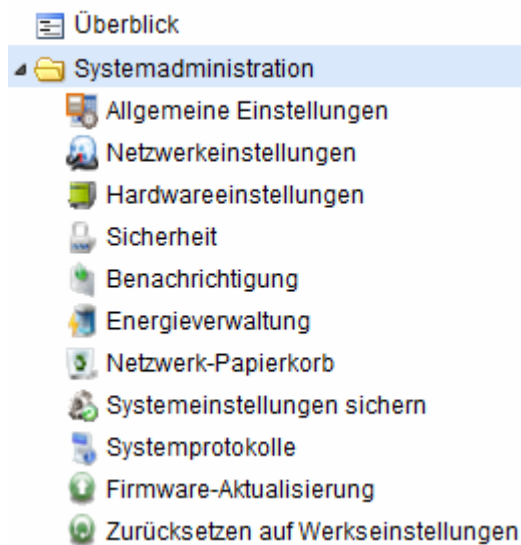 Überblick
Systemadministration
Allgemeine Einstellungen
Netzwerkeinstellungen
Hardwareeinstellungen
Sicherheit
Benachrichtigung
Energieverwaltung
Netzwerk-Papierkorb
Systemeinstellungen sichern
Systemprotokolle
Firmware-Aktualisierung
Zurücksetzen auf Werkseinstellungen